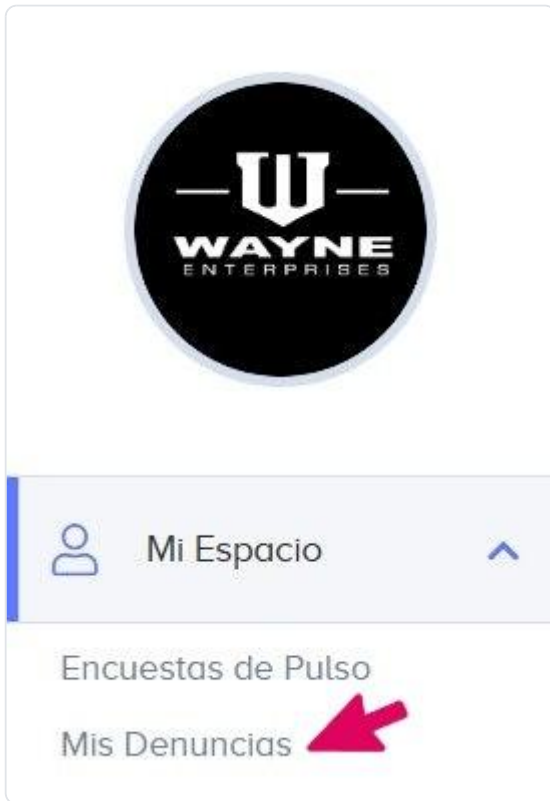 W
WAYNE
ENTERPRISES
Mi Espacio
Encuestas de Pulso
Mis Denuncias